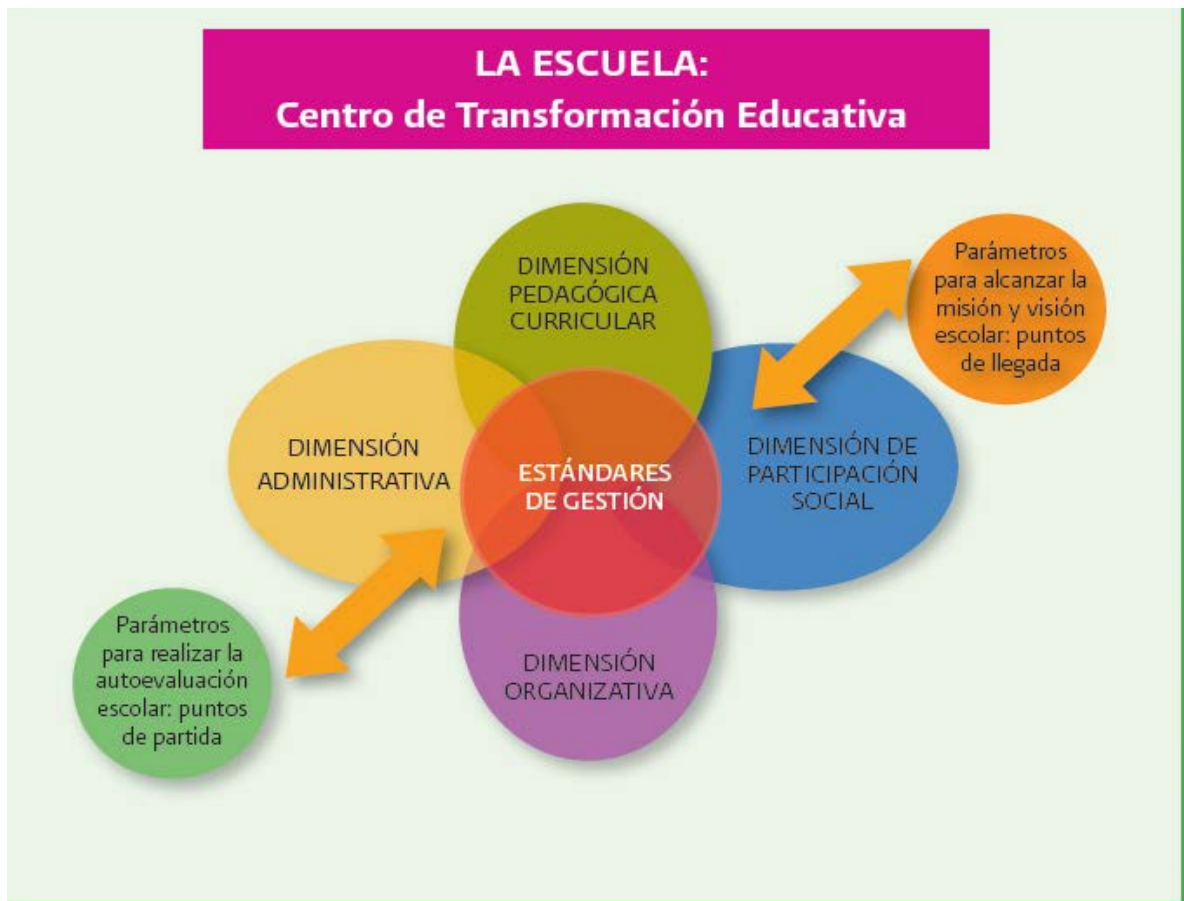 LA ESCUELA:
Centro de Transformación Educativa
DIMENSIÓN
PEDAGÓGICA
CURRICULAR
Parámetros
para alcanzar la
misión y visión
escolar: puntos
de llegada
DIMENSIÓN
ADMINISTRATIVA
ESTÁNDARES
DE GESTIÓN
DIMENSIÓN DE
PARTICIPACIÓN
SOCIAL
Parámetros
para realizar la
autoevaluación
escolar: puntos
de partida
DIMENSIÓN
ORGANIZATIVA